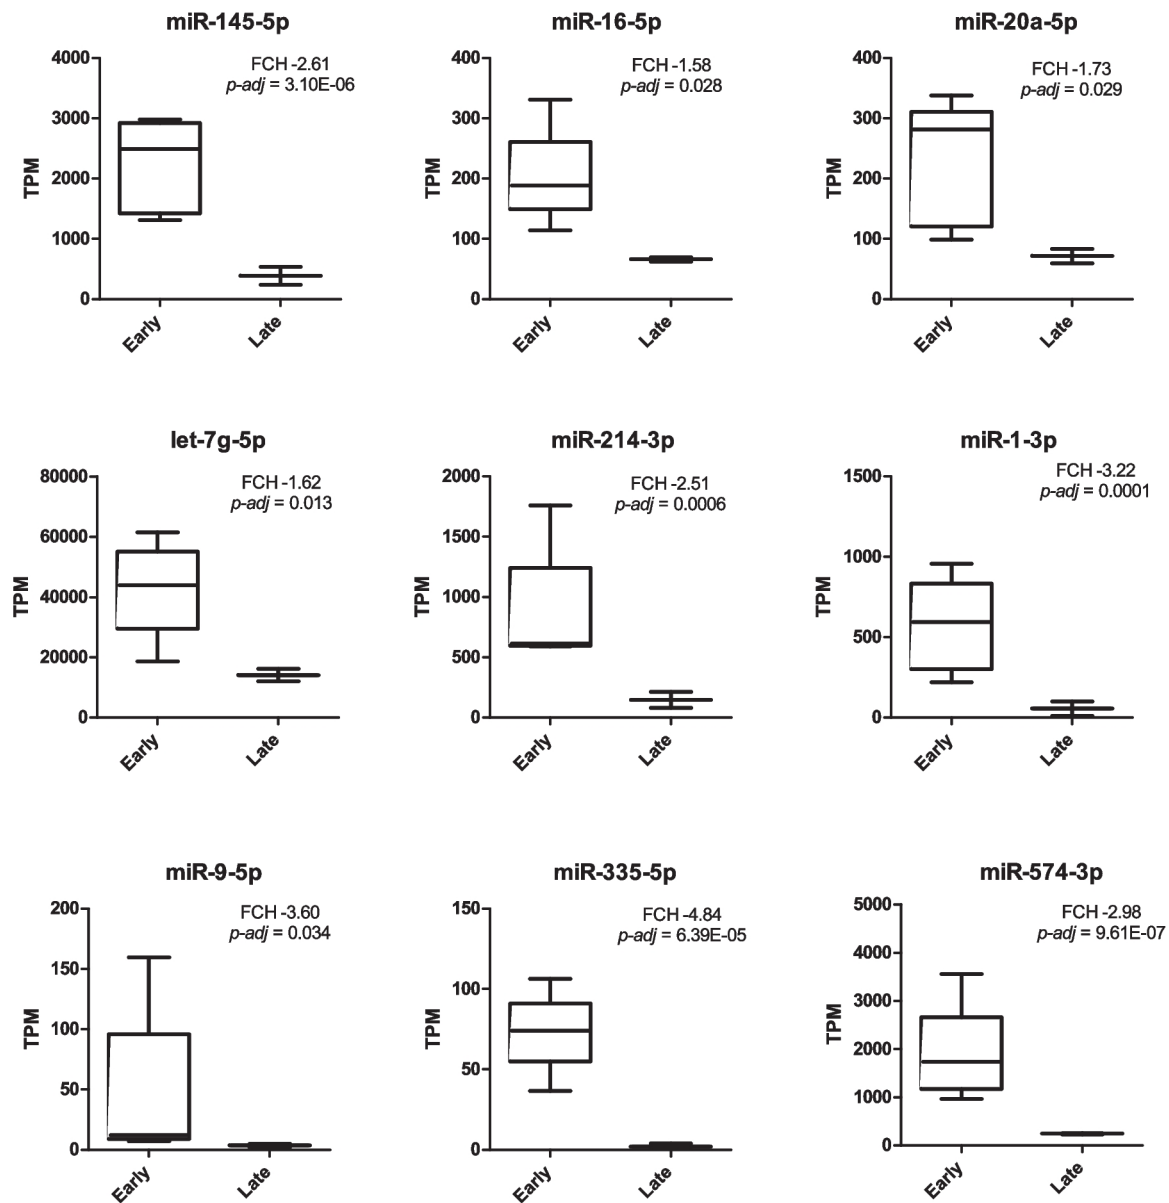 miR-145-5p
FCH -2.61
p-adj = 3.10E-06
TPM
4000
3000
2000
1000
0
Early
Late
miR-16-5p
FCH -1.58
p-adj = 0.028
TPM
400
300
200
100
0
Early
Late
miR-20a-5p
FCH -1.73
p-adj = 0.029
TPM
400
300
200
100
0
Early
Late
let-7g-5p
FCH -1.62
p-adj = 0.013
TPM
80000
60000
40000
20000
0
Early
Late
miR-214-3p
FCH -2.51
p-adj = 0.0006
TPM
2000
1500
1000
500
0
Early
Late
miR-1-3p
FCH -3.22
p-adj = 0.0001
TPM
1500
1000
500
0
Early
Late
miR-9-5p
FCH -3.60
p-adj = 0.034
TPM
200
150
100
50
0
Early
Late
miR-335-5p
FCH -4.84
p-adj = 6.39E-05
TPM
150
100
50
0
Early
Late
miR-574-3p
FCH -2.98
p-adj = 9.61E-07
TPM
5000
4000
3000
2000
1000
0
Early
Late